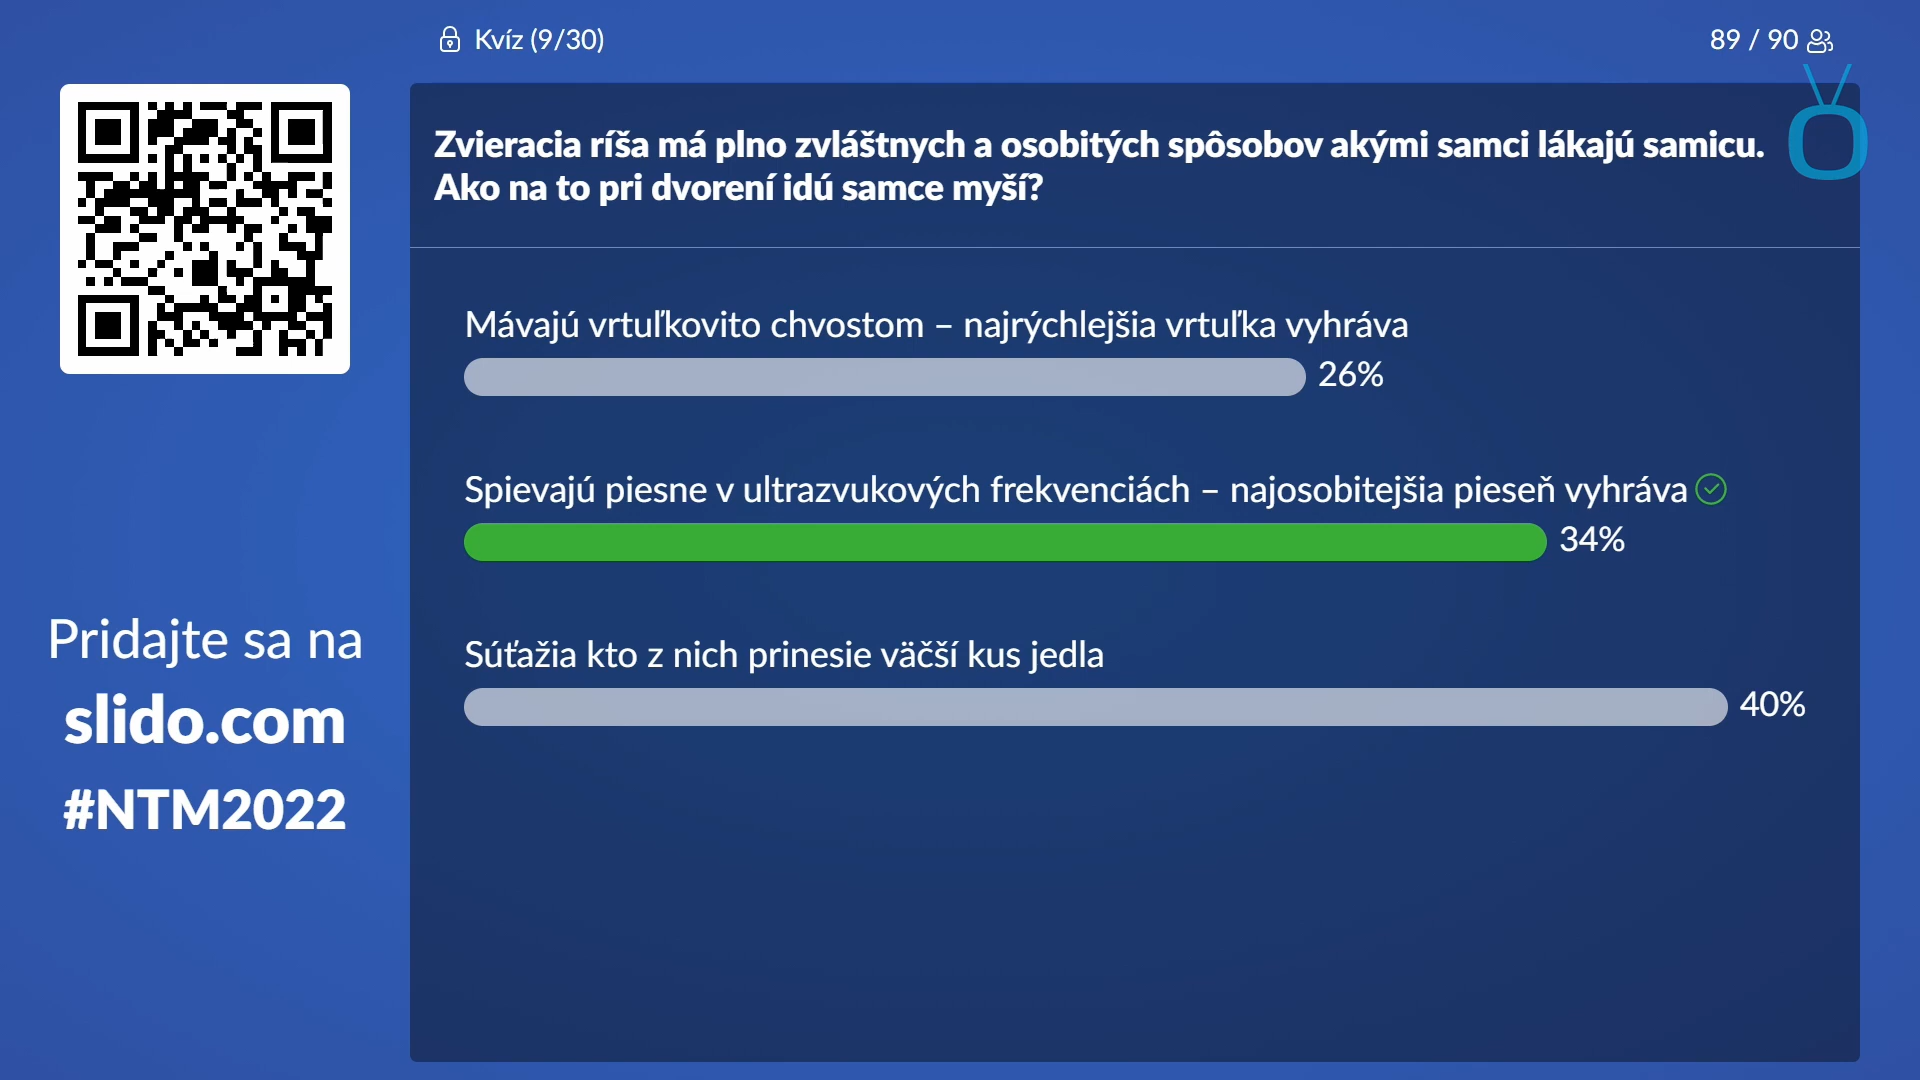 Kvíz (9/30)
89 / 90
Zvieracia ríša má plno zvláštnych a osobitých spôsobov akými samci lákajú samicu.
Ako na to pri dvorení idú samce myší?
Mávajú vrtuľkovito chvostom – najrýchlejšia vrtuľka vyhráva
26%
Spievajú piesne v ultrazvukových frekvenciách – najosobitejšia pieseň vyhráva
34%
Súťažia kto z nich prinesie väčší kus jedla
40%
Pridajte sa na
slido.com
#NTM2022